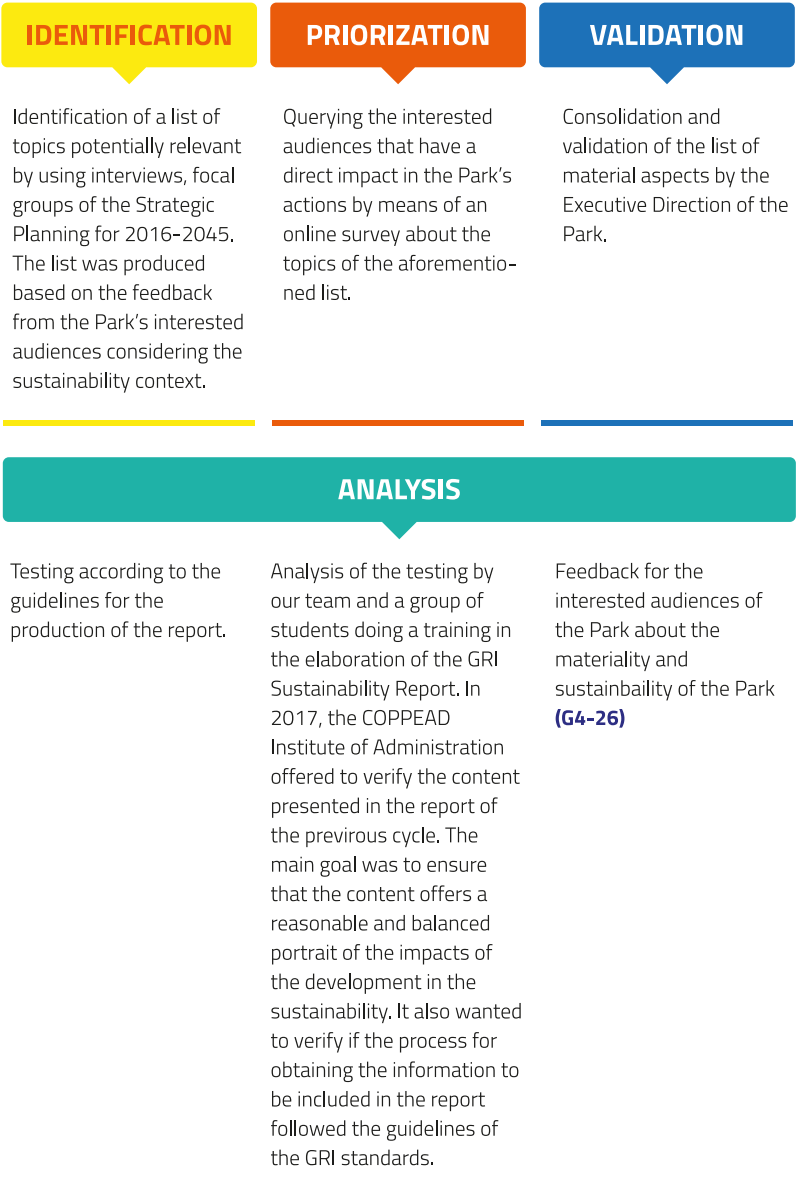 IDENTIFICATION
Identification of a list of
topics potentially relevant
by using interviews, focal
groups of the Strategic
Planning for 2016-2045.
The list was produced
based on the feedback
from the Park's interested
audiences considering the
sustainability context.
PRIORIZATION
Querying the interested
audiences that have a
direct impact in the Park's
actions by means of an
online survey about the
topics of the aforementio-
ned list.
VALIDATION
Consolidation and
validation of the list of
material aspects by the
Executive Direction of the
Park.
ANALYSIS
Testing according to the
guidelines for the
production of the report.
Analysis of the testing by
our team and a group of
students doing a training in
the elaboration of the GRI
Sustainability Report. In
2017, the COPPEAD
Institute of Administration
offered to verify the content
presented in the report of
the previrous cycle. The
main goal was to ensure
that the content offers a
reasonable and balanced
portrait of the impacts of
the development in the
sustainability. It also wanted
to verify if the process for
obtaining the information to
be included in the report
followed the guidelines of
the GRI standards.
Feedback for the
interested audiences of
the Park about the
materiality and
sustainbaility of the Park
(G4-26)